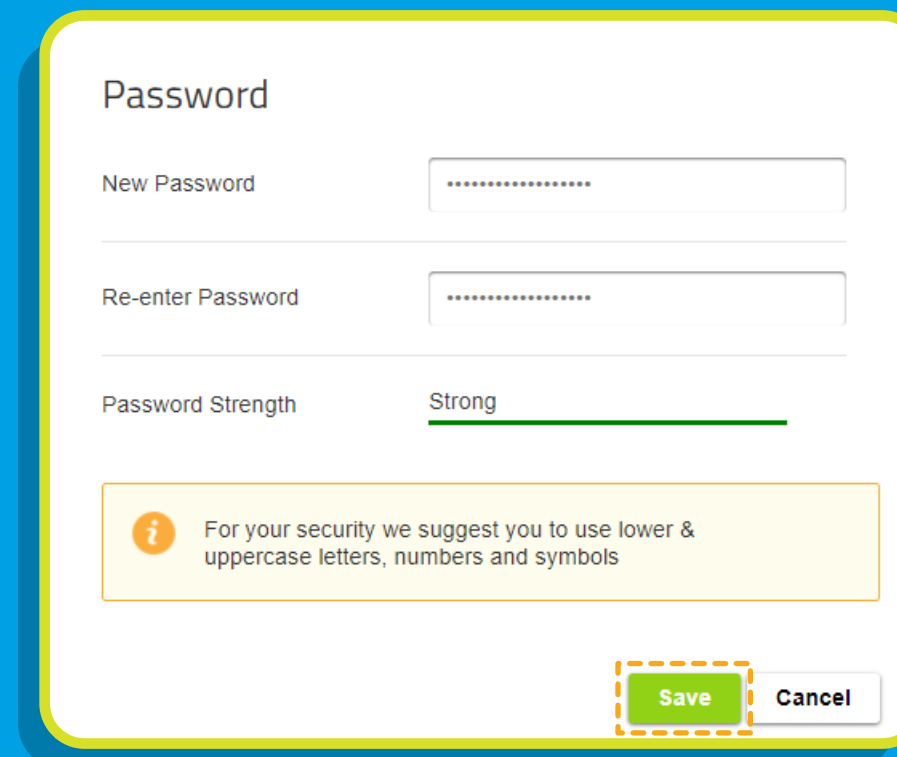 Password
New Password
••••••••••••••••••
Re-enter Password
••••••••••••••••••
Password Strength
Strong
For your security we suggest you to use lower &
uppercase letters, numbers and symbols
Save
Cancel